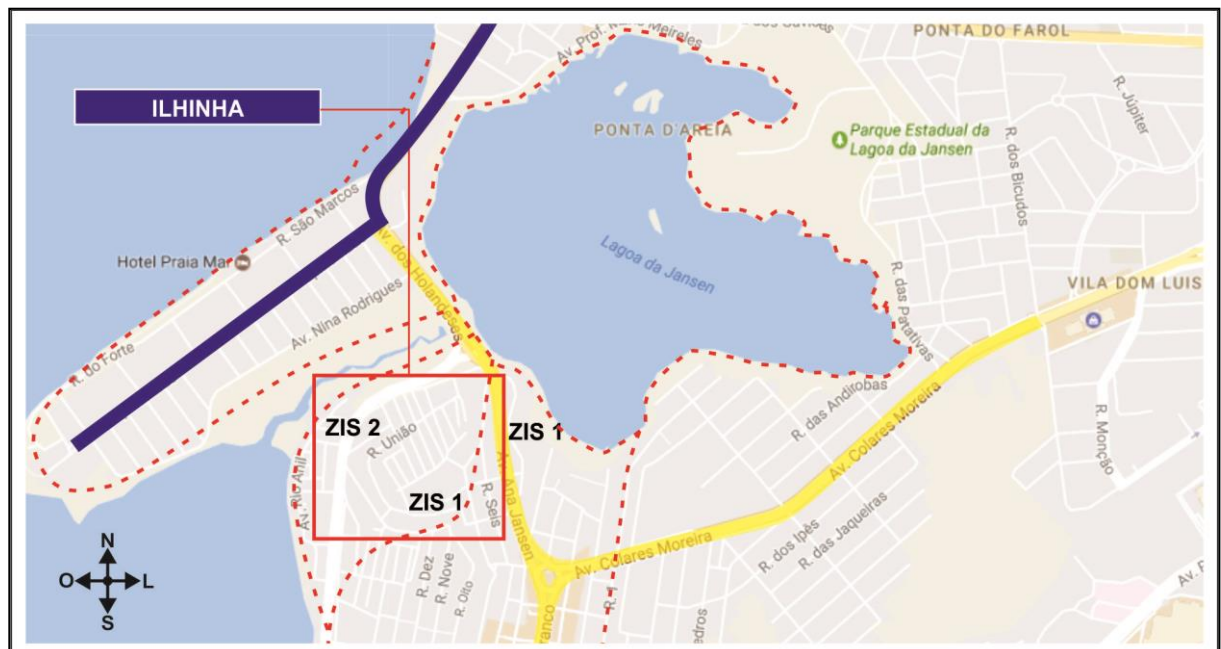 PONTA DO FAROL
ILHINHA
R. Júpiter
PONTA D'AREIA
Parque Estadual da
Lagoa da Jansen
R. dos Bicudos
R. São Marcos
Hotel Praia Mar
Av. dos Holandeses
Lagoa da Jansen
R. das Patativas
VILA DOM LUIS
Av. Nina Rodrigues
R. do Forte
R. das Andirobas
Av. Colares Moreira
R. Monção
ZIS 2
R. União
ZIS 1
ZIS 1
Av. Rio Anil
R. Seis
Av. Ana Jansen
R. dos Ipês
R. das Jaqueiras
Av. Colares Moreira
R. Dez
R. Nove
R. Oito
R. 1
N
O
L
S